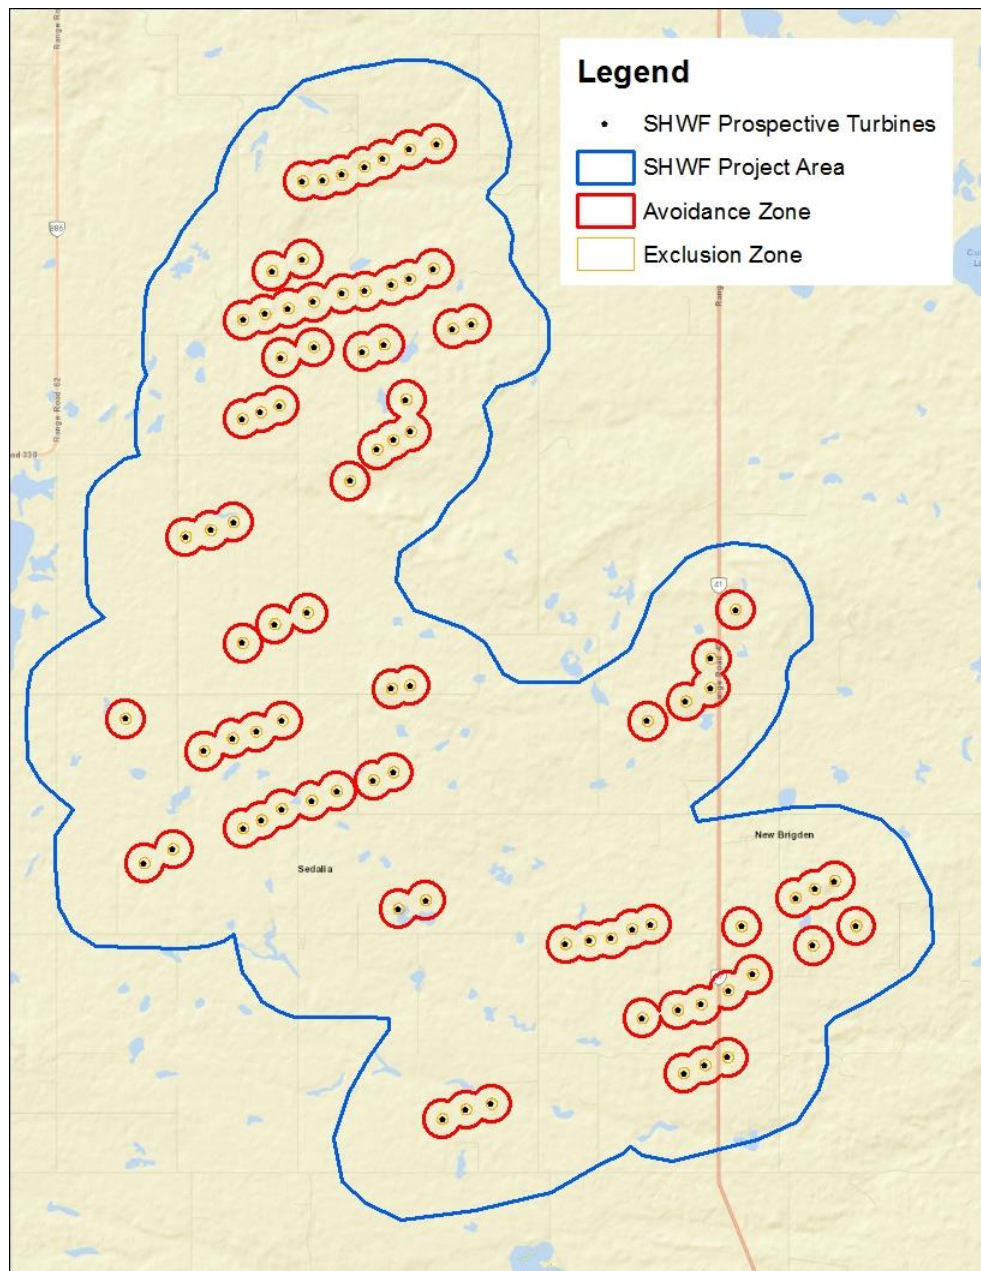 Legend
SHWF Prospective Turbines
SHWF Project Area
Avoidance Zone
Exclusion Zone
Range Road 62
41
Sedalia
New Brigden